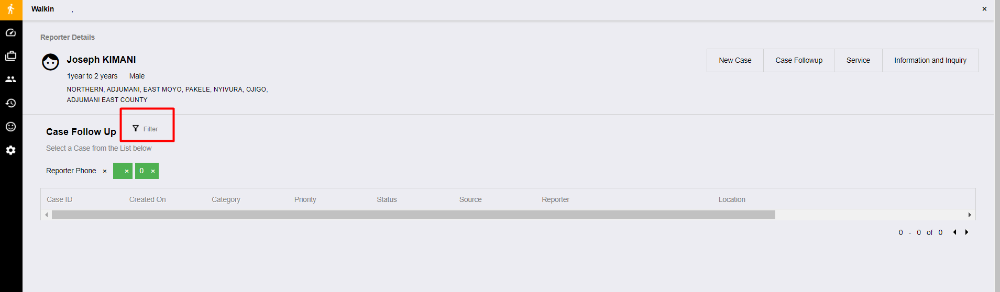 Walkin ,
×
Reporter Details
Joseph KIMANI
1year to 2 years Male
NORTHERN, ADJUMANI, EAST MOYO, PAKELE, NYIVURA, OJIGO,
ADJUMANI EAST COUNTY
New Case Case Followup Service Information and Inquiry
Case Follow Up Filter
Select a Case from the List below
Reporter Phone × × 0 ×
Case ID Created On Category Priority Status Source Reporter Location
0 - 0 of 0